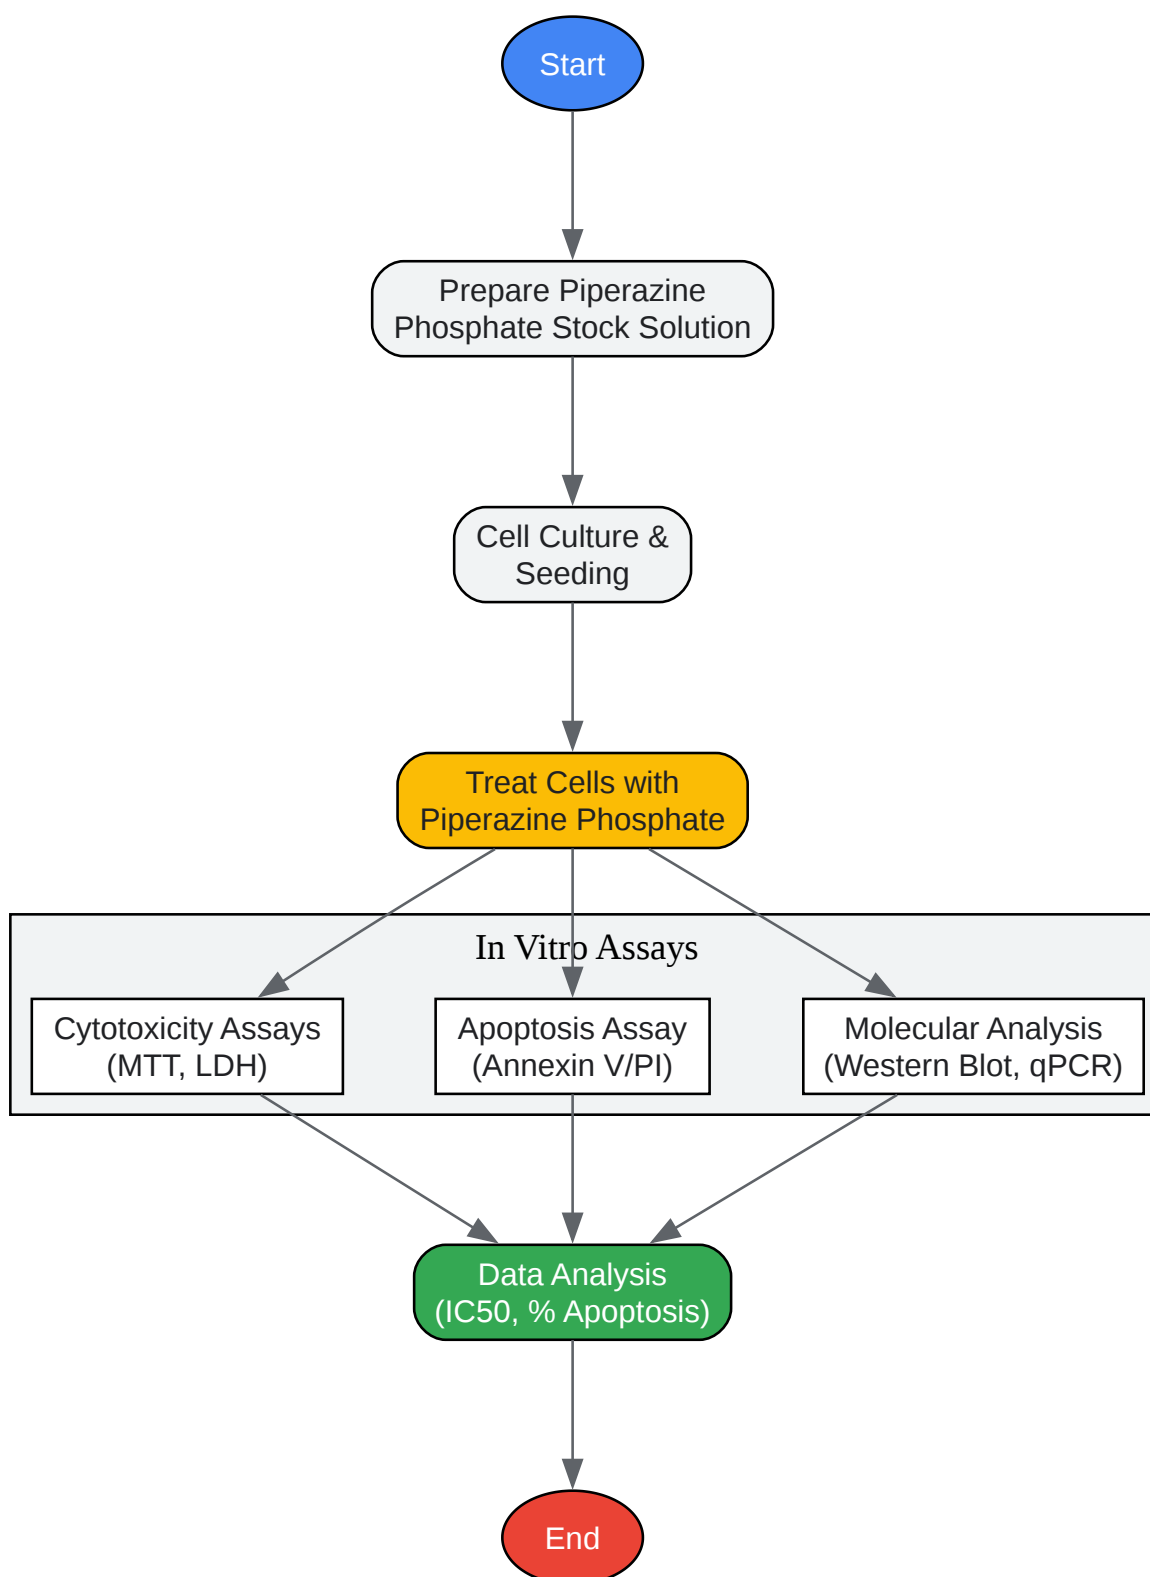 Start
Prepare Piperazine
Phosphate Stock Solution
Cell Culture &
Seeding
Treat Cells with
Piperazine Phosphate
In Vitro Assays
Cytotoxicity Assays
(MTT, LDH)
Apoptosis Assay
(Annexin V/PI)
Molecular Analysis
(Western Blot, qPCR)
Data Analysis
(IC50, % Apoptosis)
End